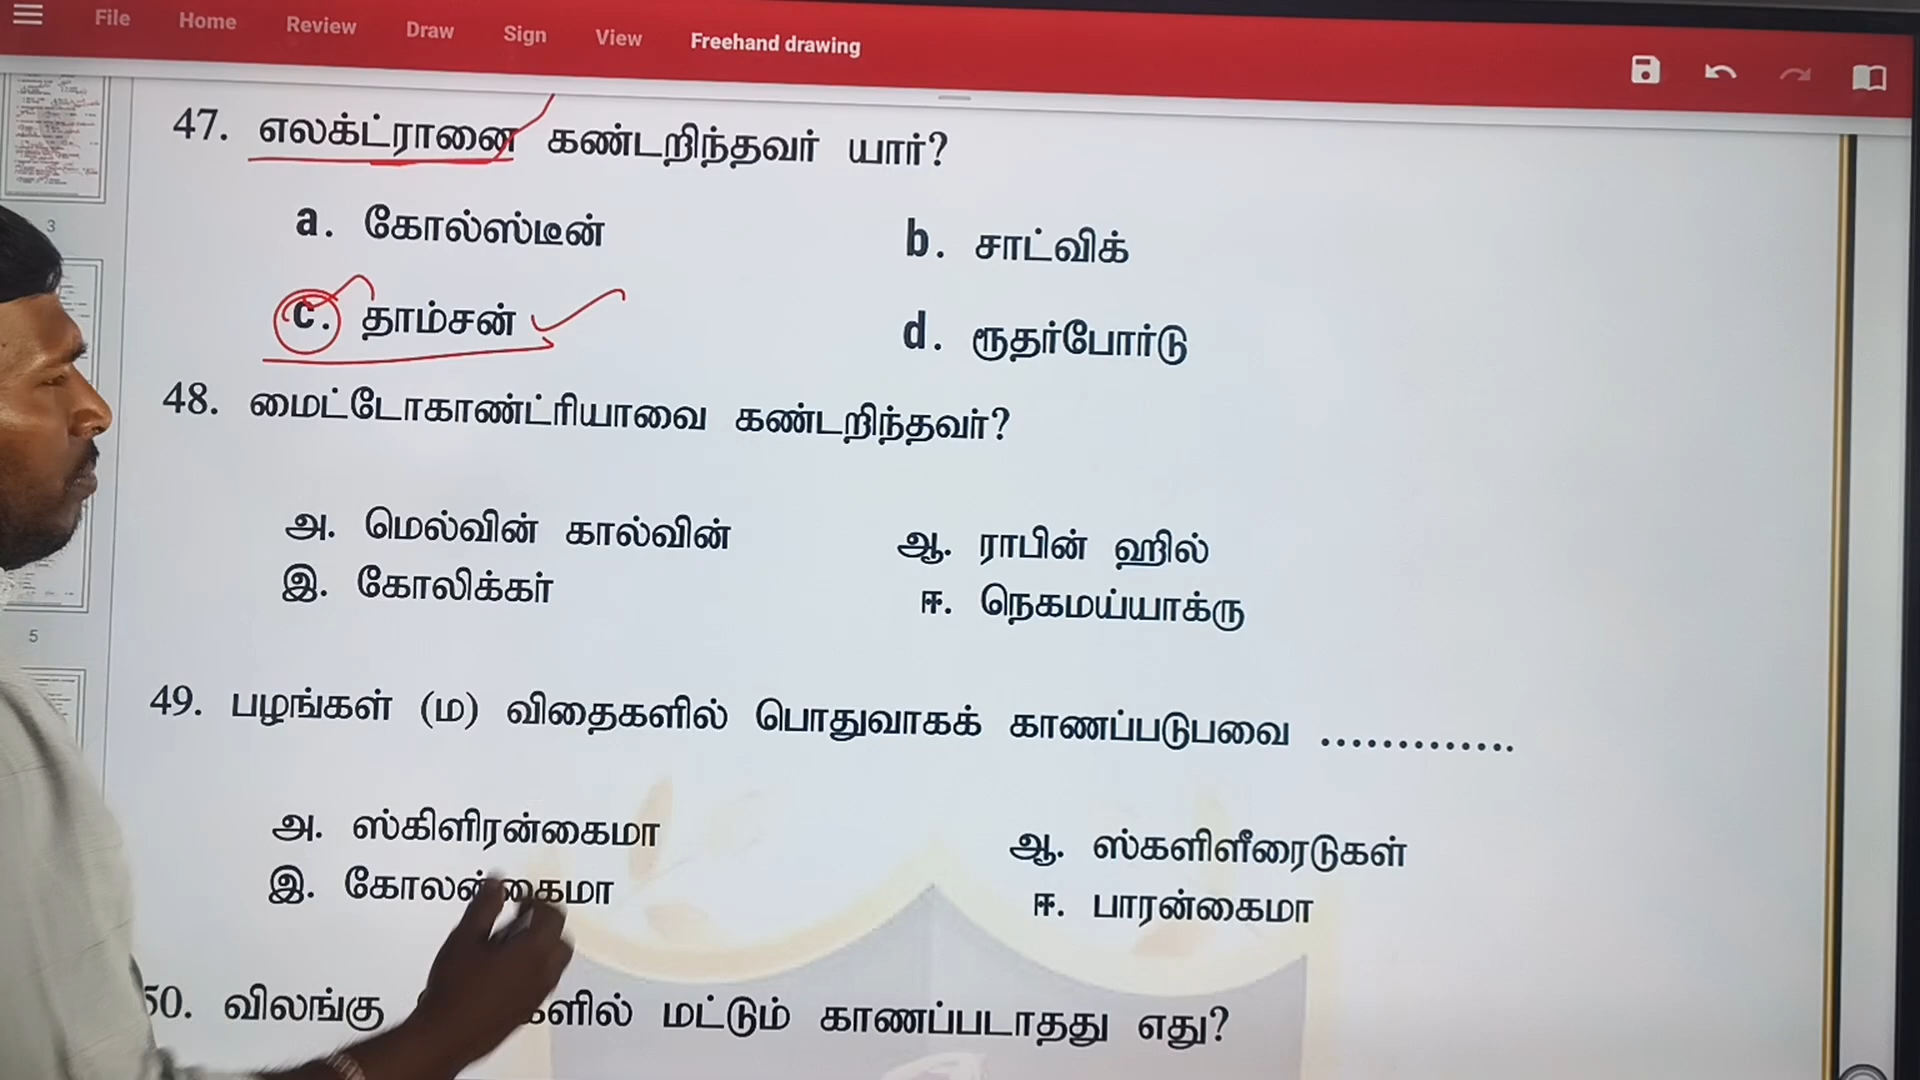 File Home Review Draw Sign View Freehand drawing
3
5
47. எலக்ட்ரானை கண்டறிந்தவர் யார்?
a. கோல்ஸ்டீன் b. சாட்விக்
c. தாம்சன் d. ரூதர்போர்டு
48. மைட்டோகாண்ட்ரியாவை கண்டறிந்தவர்?
அ. மெல்வின் கால்வின் ஆ. ராபின் ஹில்
இ. கோலிக்கர் ஈ. நெகமய்யாக்ரு
49. பழங்கள் (ம) விதைகளில் பொதுவாகக் காணப்படுபவை .............
அ. ஸ்கிளிரன்கைமா ஆ. ஸ்களிளீரைடுகள்
இ. கோலன்கைமா ஈ. பாரன்கைமா
50. விலங்கு மட்டும் காணப்படாதது எது?